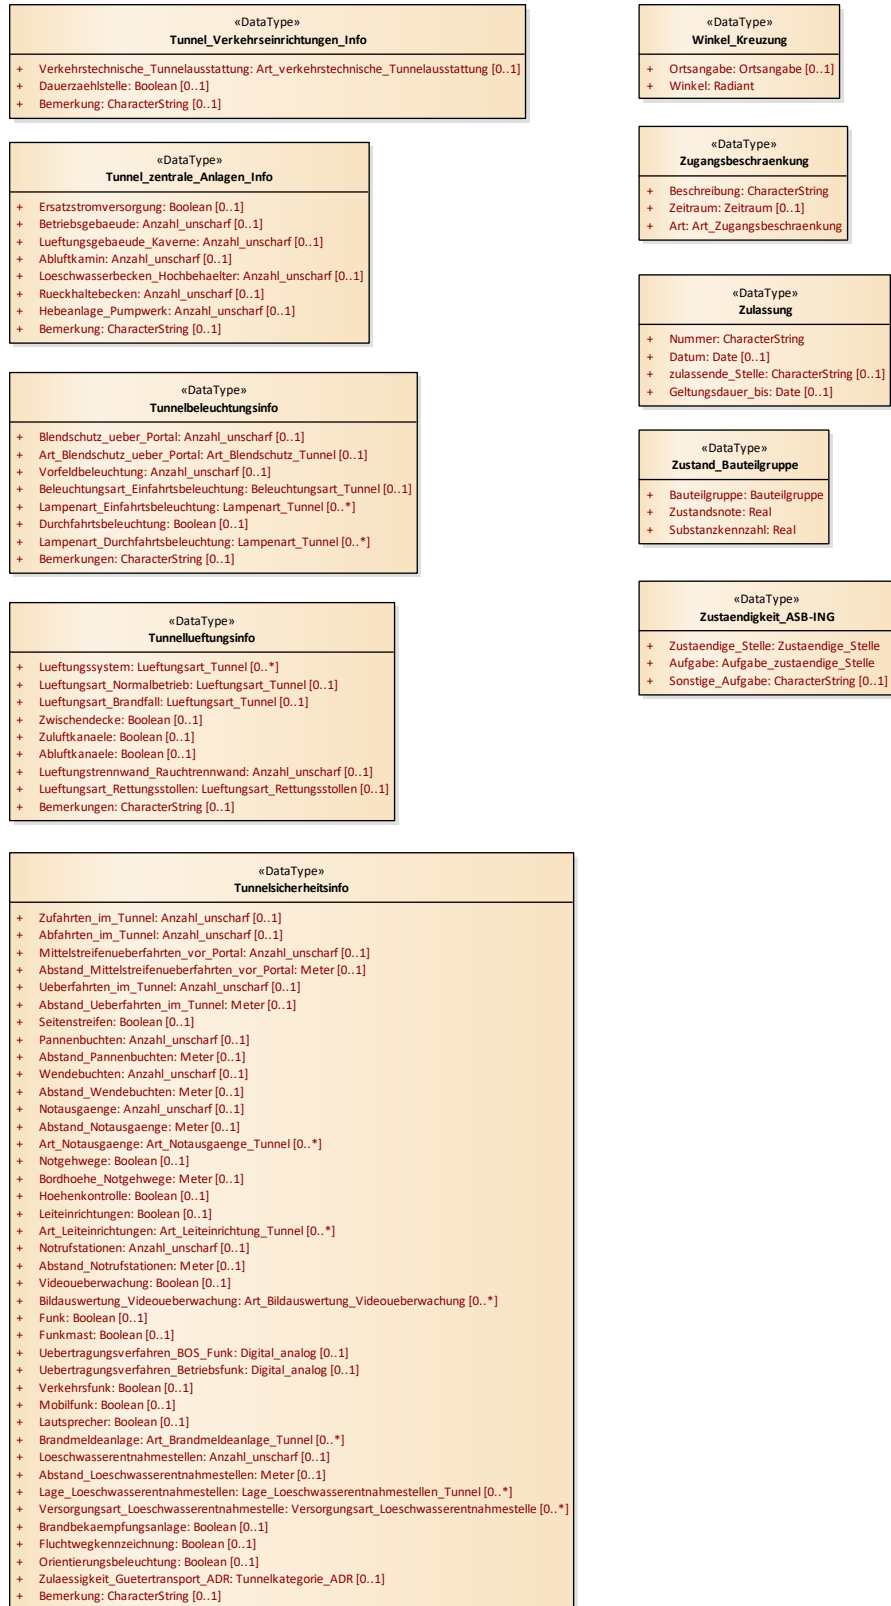 «DataType»
Tunnel_Verkehrseinrichtungen_Info
+ Verkehrstechnische_Tunnelausstattung: Art_verkehrstechnische_Tunnelausstattung [0..1]
+ Dauerzaehlstelle: Boolean [0..1]
+ Bemerkung: CharacterString [0..1]
«DataType»
Tunnel_zentrale_Anlagen_Info
+ Ersatzstromversorgung: Boolean [0..1]
+ Betriebsgebaeude: Anzahl_unscharf [0..1]
+ Lueftungsgebaeude_Kaverne: Anzahl_unscharf [0..1]
+ Abluftkamin: Anzahl_unscharf [0..1]
+ Loeschwasserbecken_Hochbehaelter: Anzahl_unscharf [0..1]
+ Rueckhaltebecken: Anzahl_unscharf [0..1]
+ Hebeanlage_Pumpwerk: Anzahl_unscharf [0..1]
+ Bemerkung: CharacterString [0..1]
«DataType»
Tunnelbeleuchtungsinfo
+ Blendschutz_ueber_Portal: Anzahl_unscharf [0..1]
+ Art_Blendschutz_ueber_Portal: Art_Blendschutz_Tunnel [0..1]
+ Vorfeldbeleuchtung: Anzahl_unscharf [0..1]
+ Beleuchtungsart_Einfahrtsbeleuchtung: Beleuchtungsart_Tunnel [0..1]
+ Lampenart_Einfahrtsbeleuchtung: Lampenart_Tunnel [0..*]
+ Durchfahrtsbeleuchtung: Boolean [0..1]
+ Lampenart_Durchfahrtsbeleuchtung: Lampenart_Tunnel [0..*]
+ Bemerkungen: CharacterString [0..1]
«DataType»
Tunnellueftungsinfo
+ Lueftungssystem: Lueftungsart_Tunnel [0..*]
+ Lueftungsart_Normalbetrieb: Lueftungsart_Tunnel [0..1]
+ Lueftungsart_Brandfall: Lueftungsart_Tunnel [0..1]
+ Zwischendecke: Boolean [0..1]
+ Zuluftkanaele: Boolean [0..1]
+ Abluftkanaele: Boolean [0..1]
+ Lueftungstrennwand_Rauchtrennwand: Anzahl_unscharf [0..1]
+ Lueftungsart_Rettungsstollen: Lueftungsart_Rettungsstollen [0..1]
+ Bemerkungen: CharacterString [0..1]
«DataType»
Tunnelsicherheitsinfo
+ Zufahrten_im_Tunnel: Anzahl_unscharf [0..1]
+ Abfahrten_im_Tunnel: Anzahl_unscharf [0..1]
+ Mittelstreifenueberfahrten_vor_Portal: Anzahl_unscharf [0..1]
+ Abstand_Mittelstreifenueberfahrten_vor_Portal: Meter [0..1]
+ Ueberfahrten_im_Tunnel: Anzahl_unscharf [0..1]
+ Abstand_Ueberfahrten_im_Tunnel: Meter [0..1]
+ Seitenstreifen: Boolean [0..1]
+ Pannenbuchten: Anzahl_unscharf [0..1]
+ Abstand_Pannenbuchten: Meter [0..1]
+ Wendebuchten: Anzahl_unscharf [0..1]
+ Abstand_Wendebuchten: Meter [0..1]
+ Notausgaenge: Anzahl_unscharf [0..1]
+ Abstand_Notausgaenge: Meter [0..1]
+ Art_Notausgaenge: Art_Notausgaenge_Tunnel [0..*]
+ Notgehwege: Boolean [0..1]
+ Bordhoehe_Notgehwege: Meter [0..1]
+ Hoehenkontrolle: Boolean [0..1]
+ Leiteinrichtungen: Boolean [0..1]
+ Art_Leiteinrichtungen: Art_Leiteinrichtung_Tunnel [0..*]
+ Notrufstationen: Anzahl_unscharf [0..1]
+ Abstand_Notrufstationen: Meter [0..1]
+ Videoueberwachung: Boolean [0..1]
+ Bildauswertung_Videoueberwachung: Art_Bildauswertung_Videoueberwachung [0..*]
+ Funk: Boolean [0..1]
+ Funkmast: Boolean [0..1]
+ Uebertragungsverfahren_BOS_Funk: Digital_analog [0..1]
+ Uebertragungsverfahren_Betriebsfunk: Digital_analog [0..1]
+ Verkehrsfunk: Boolean [0..1]
+ Mobilfunk: Boolean [0..1]
+ Lautsprecher: Boolean [0..1]
+ Brandmeldeanlage: Art_Brandmeldeanlage_Tunnel [0..*]
+ Loeschwasserentnahmestellen: Anzahl_unscharf [0..1]
+ Abstand_Loeschwasserentnahmestellen: Meter [0..1]
+ Lage_Loeschwasserentnahmestellen: Lage_Loeschwasserentnahmestellen_Tunnel [0..*]
+ Versorgungsart_Loeschwasserentnahmestelle: Versorgungsart_Loeschwasserentnahmestelle [0..*]
+ Brandbekaempfungsanlage: Boolean [0..1]
+ Fluchtwegkennzeichnung: Boolean [0..1]
+ Orientierungsbeleuchtung: Boolean [0..1]
+ Zulaessigkeit_Guetertransport_ADR: Tunnelkategorie_ADR [0..1]
+ Bemerkung: CharacterString [0..1]
«DataType»
Winkel_Kreuzung
+ Ortsangabe: Ortsangabe [0..1]
+ Winkel: Radiant
«DataType»
Zugangsbeschraenkung
+ Beschreibung: CharacterString
+ Zeitraum: Zeitraum [0..1]
+ Art: Art_Zugangsbeschraenkung
«DataType»
Zulassung
+ Nummer: CharacterString
+ Datum: Date [0..1]
+ zulassende_Stelle: CharacterString [0..1]
+ Geltungsdauer_bis: Date [0..1]
«DataType»
Zustand_Bauteilgruppe
+ Bauteilgruppe: Bauteilgruppe
+ Zustandsnote: Real
+ Substanzkennzahl: Real
«DataType»
Zustaendigkeit_ASB-ING
+ Zustaendige_Stelle: Zustaendige_Stelle
+ Aufgabe: Aufgabe_zustaendige_Stelle
+ Sonstige_Aufgabe: CharacterString [0..1]